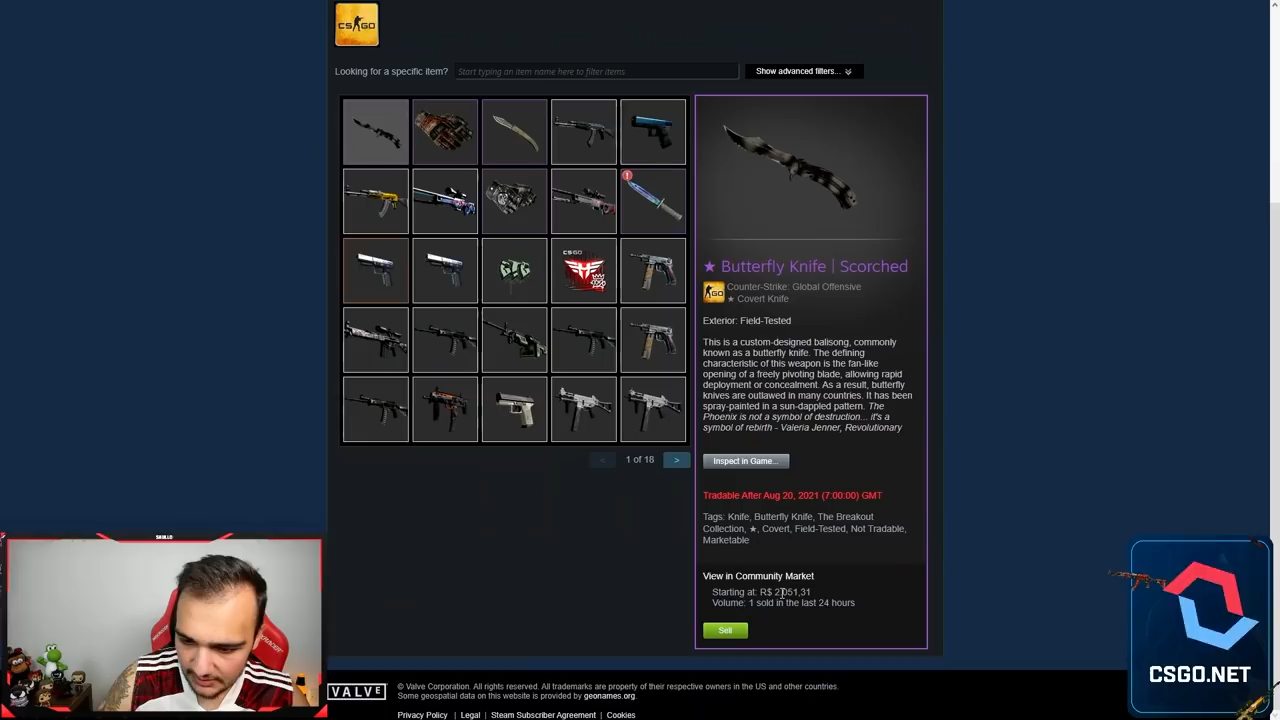 CS GO
Looking for a specific item?
Start typing an item name here to filter items
Show advanced filters...
CS GO
★ Butterfly Knife | Scorched
GO
Counter-Strike: Global Offensive
★ Covert Knife
Exterior: Field-Tested
This is a custom-designed balisong, commonly
known as a butterfly knife. The defining
characteristic of this weapon is the fan-like
opening of a freely pivoting blade, allowing rapid
deployment or concealment. As a result, butterfly
knives are outlawed in many countries. It has been
spray-painted in a sun-dappled pattern. The
Phoenix is not a symbol of destruction... it's a
symbol of rebirth - Valeria Jenner, Revolutionary
< 1 of 18 >
Inspect in Game...
Tradable After Aug 20, 2021 (7:00:00) GMT
Tags: Knife, Butterfly Knife, The Breakout
Collection, ★, Covert, Field-Tested, Not Tradable,
Marketable
View in Community Market
Starting at: R$ 2.051,31
Volume: 1 sold in the last 24 hours
Sell
CSGO.NET
VALVE
© Valve Corporation. All rights reserved. All trademarks are property of their respective owners in the US and other countries.
Some geospatial data on this website is provided by geonames.org.
Privacy Policy | Legal | Steam Subscriber Agreement | Cookies